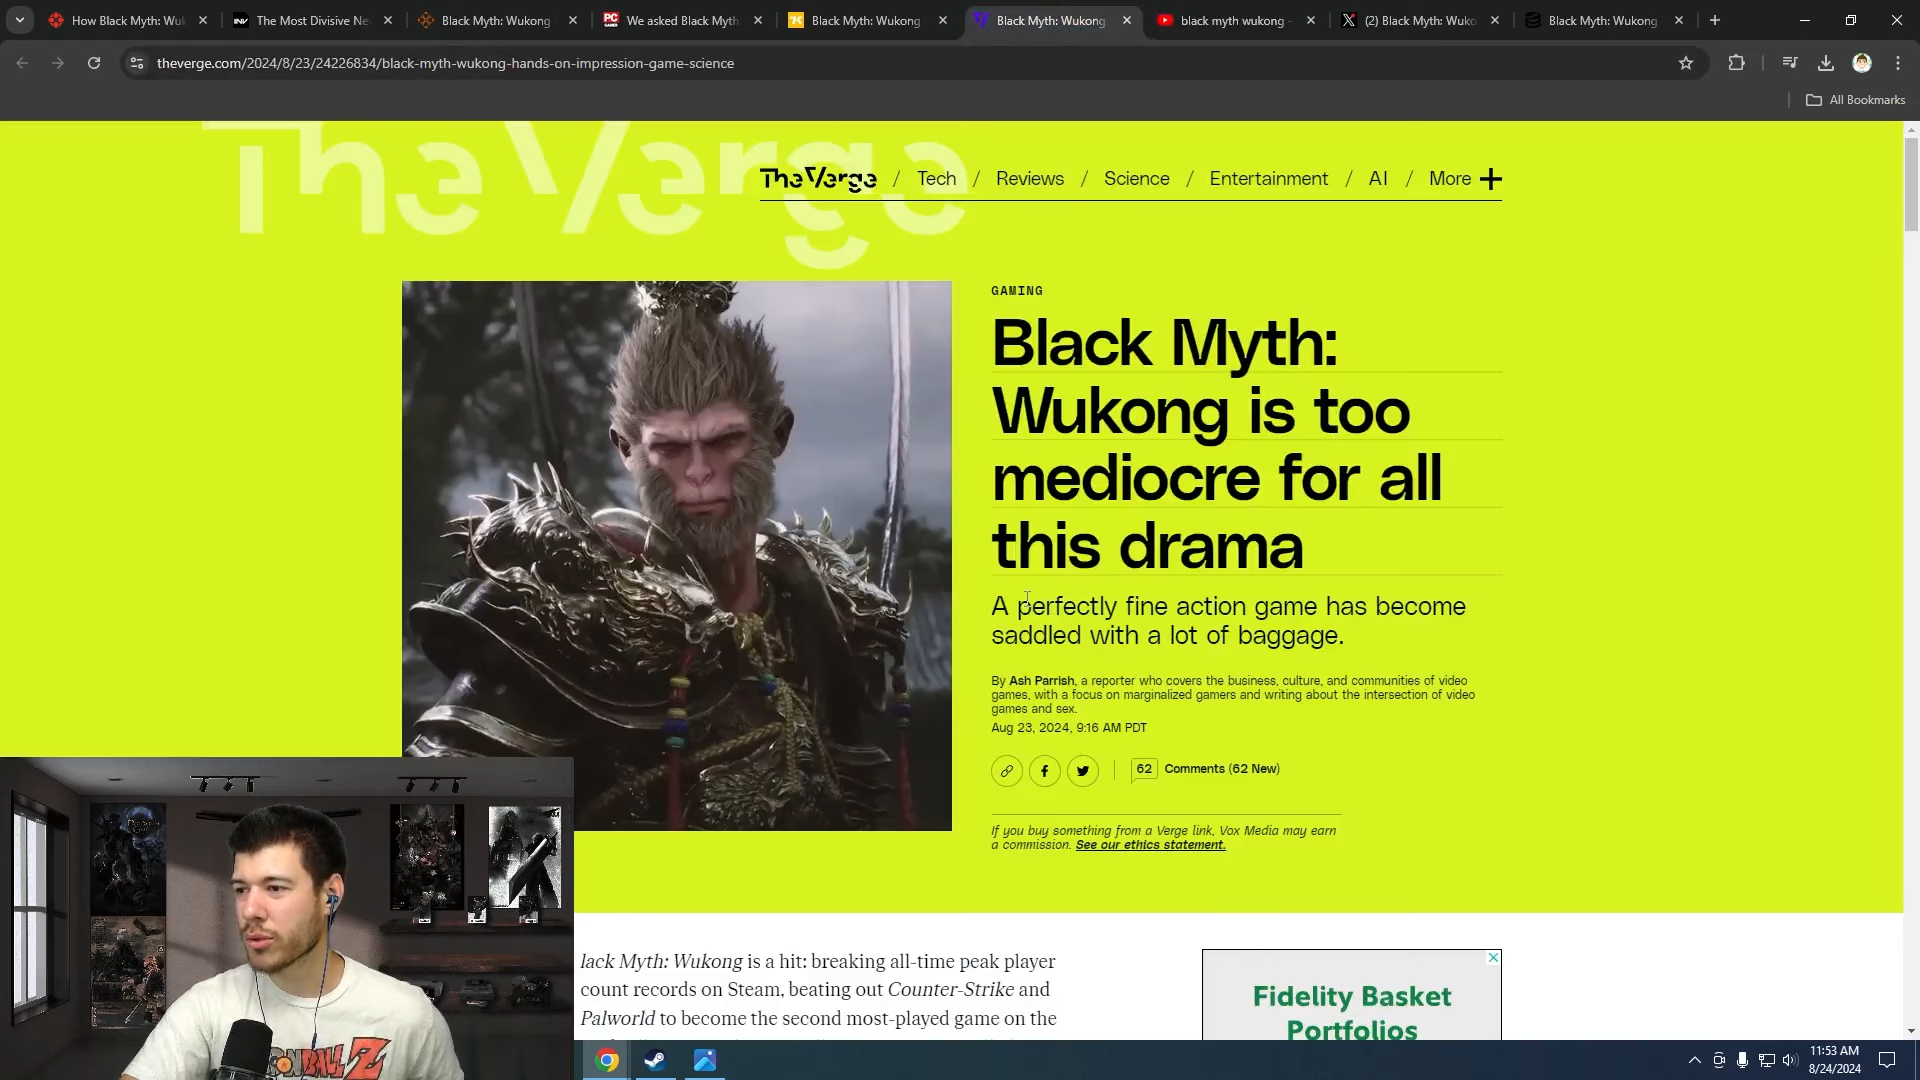 How Black Myth: Wu
The Most Divisive Ne
Black Myth: Wukong
We asked Black Myth
Black Myth: Wukong
Black Myth: Wukong
black myth wukong -
(2) Black Myth: Wuko
Black Myth: Wukong
theverge.com/2024/8/23/24226834/black-myth-wukong-hands-on-impression-game-science
All Bookmarks
The Verge
The Verge / Tech / Reviews / Science / Entertainment / AI / More +
GAMING
Black Myth:
Wukong is too
mediocre for all
this drama
A perfectly fine action game has become
saddled with a lot of baggage.
By Ash Parrish, a reporter who covers the business, culture, and communities of video
games, with a focus on marginalized gamers and writing about the intersection of video
games and sex.
Aug 23, 2024, 9:16 AM PDT
62 Comments (62 New)
If you buy something from a Verge link, Vox Media may earn
a commission. See our ethics statement.
lack Myth: Wukong is a hit: breaking all-time peak player
count records on Steam, beating out Counter-Strike and
Palworld to become the second most-played game on the
Fidelity Basket
Portfolios
DRAGON BALL Z
11:53 AM
8/24/2024